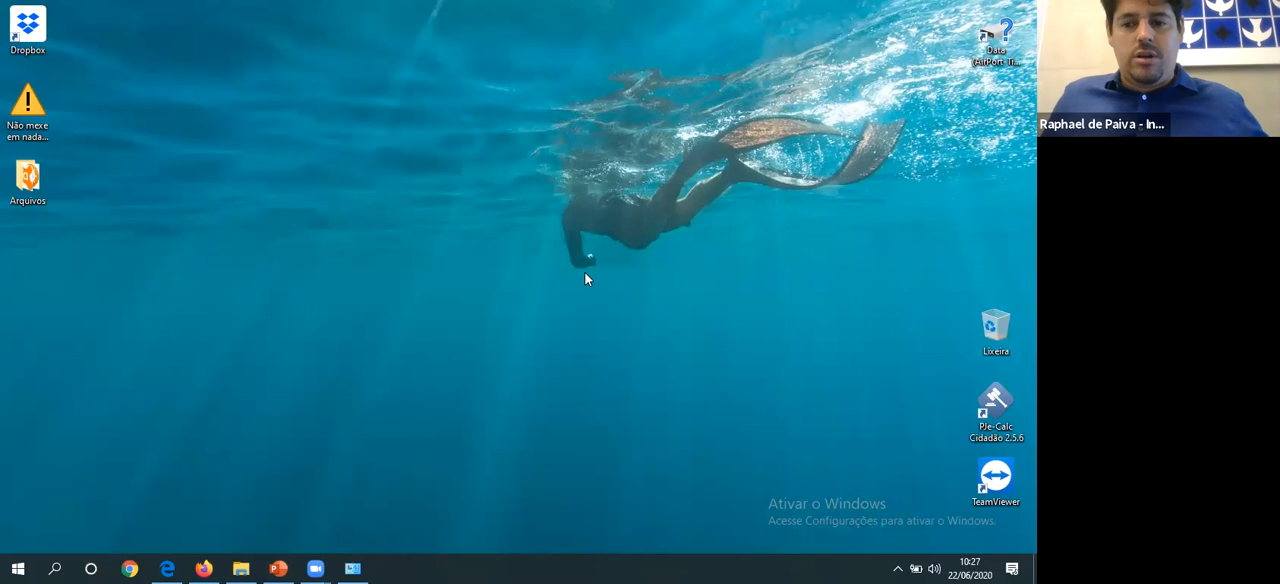 Dropbox
Não mexe
em nada...
Arquivos
Data
(AirPort- Ti...
Raphael de Paiva - In...
Lixeira
PJe-Calc
Cidadão 2.5.6
TeamViewer
Ativar o Windows
Acesse Configurações para ativar o Windows.
10:27
22/06/2020